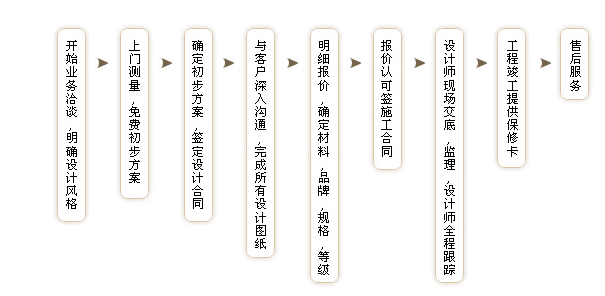 开始业务洽谈，明确设计风格
上门测量，免费初步方案
确定初步方案，签定设计合同
与客户深入沟通，完成所有设计图纸
明细报价，确定材料，品牌，规格，等级
报价认可签施工合同
设计师现场交底，监理，设计师全程跟踪
工程竣工提供保修卡
售后服务